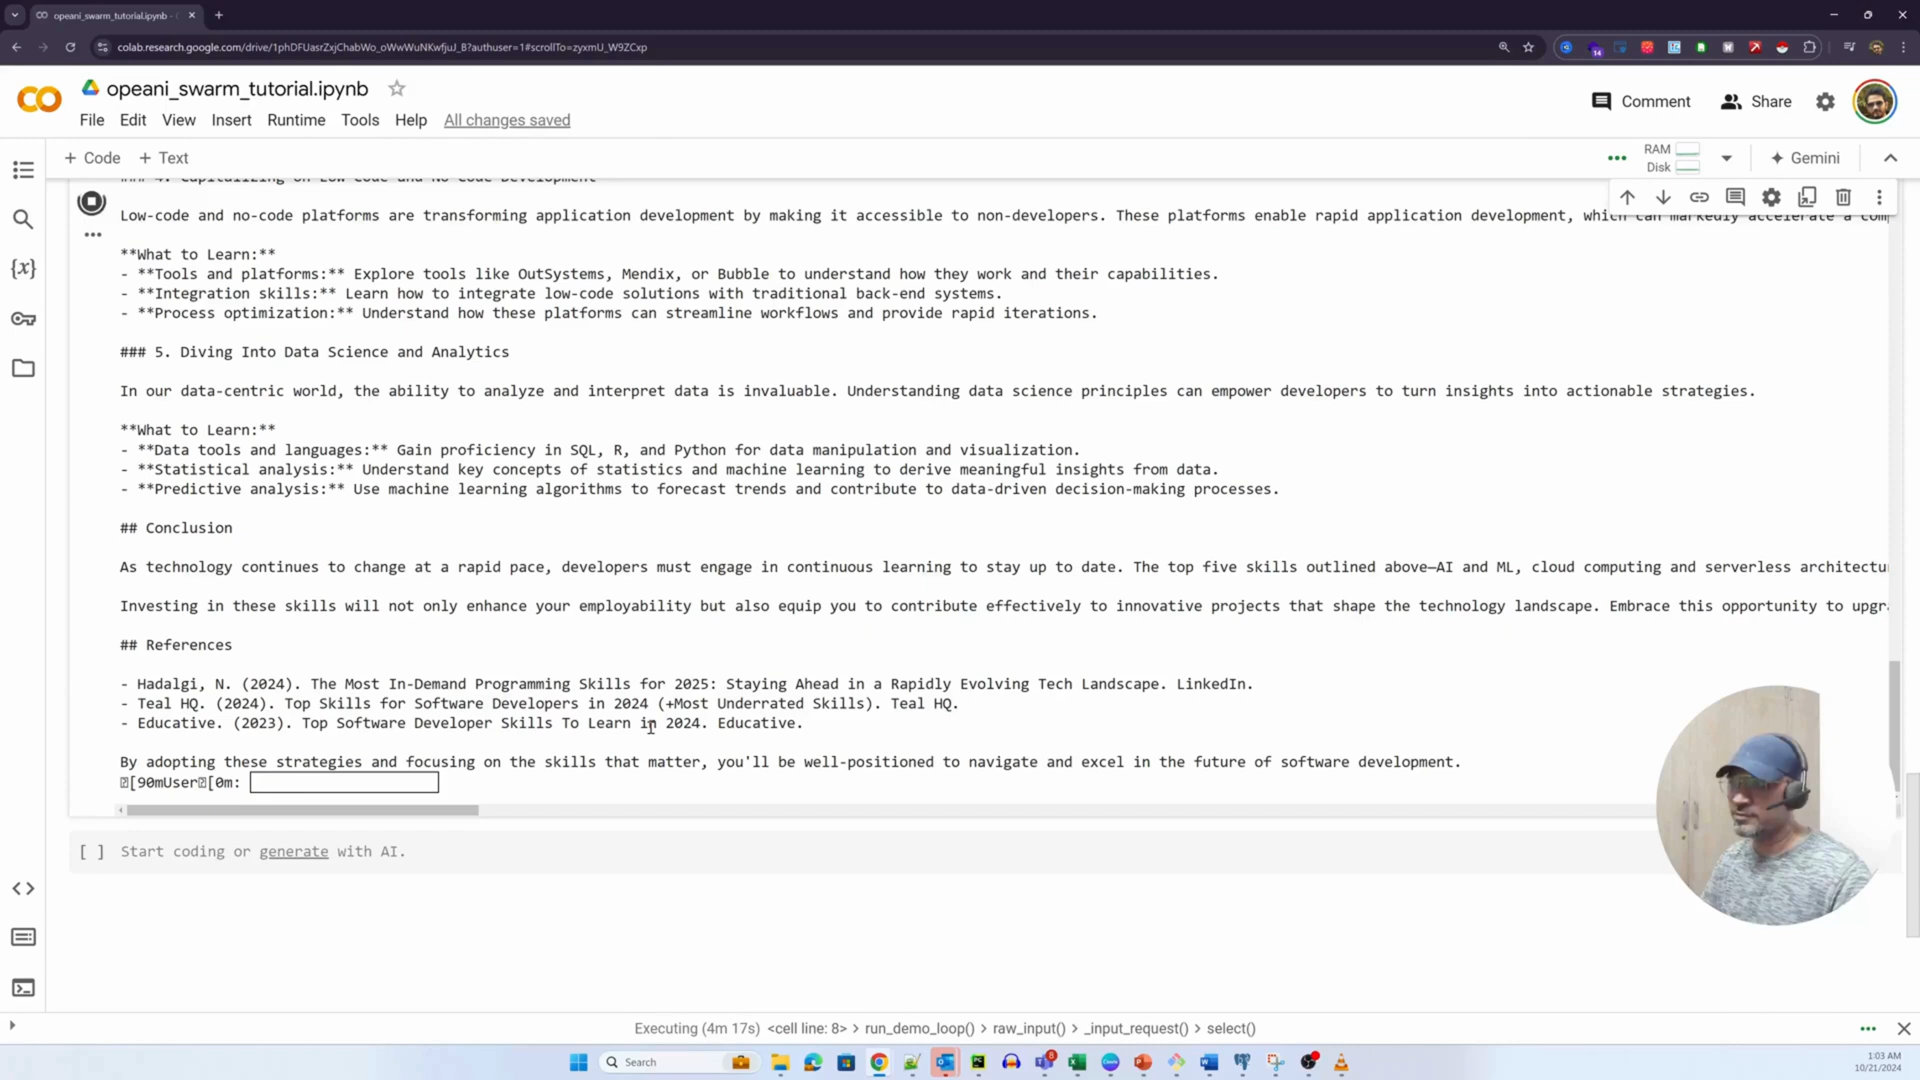 opeani_swarm_tutorial.ipynb -
colab.research.google.com/drive/1phDFUasrZxjChabWo_oWwWuNKwfjuJ_B?authuser=1#scrollTo=zyxmU_W9ZCxp
14
opeani_swarm_tutorial.ipynb
Comment
Share
File Edit View Insert Runtime Tools Help All changes saved
+ Code + Text
RAM
Disk
Gemini
### 4. Capitalizing on Low-Code and No-Code Development
Low-code and no-code platforms are transforming application development by making it accessible to non-developers. These platforms enable rapid application development, which can markedly accelerate a com
**What to Learn:**
- **Tools and platforms:** Explore tools like OutSystems, Mendix, or Bubble to understand how they work and their capabilities.
- **Integration skills:** Learn how to integrate low-code solutions with traditional back-end systems.
- **Process optimization:** Understand how these platforms can streamline workflows and provide rapid iterations.
### 5. Diving Into Data Science and Analytics
In our data-centric world, the ability to analyze and interpret data is invaluable. Understanding data science principles can empower developers to turn insights into actionable strategies.
**What to Learn:**
- **Data tools and languages:** Gain proficiency in SQL, R, and Python for data manipulation and visualization.
- **Statistical analysis:** Understand key concepts of statistics and machine learning to derive meaningful insights from data.
- **Predictive analysis:** Use machine learning algorithms to forecast trends and contribute to data-driven decision-making processes.
## Conclusion
As technology continues to change at a rapid pace, developers must engage in continuous learning to stay up to date. The top five skills outlined above—AI and ML, cloud computing and serverless architectu
Investing in these skills will not only enhance your employability but also equip you to contribute effectively to innovative projects that shape the technology landscape. Embrace this opportunity to upgr
## References
- Hadalgi, N. (2024). The Most In-Demand Programming Skills for 2025: Staying Ahead in a Rapidly Evolving Tech Landscape. LinkedIn.
- Teal HQ. (2024). Top Skills for Software Developers in 2024 (+Most Underrated Skills). Teal HQ.
- Educative. (2023). Top Software Developer Skills To Learn in 2024. Educative.
By adopting these strategies and focusing on the skills that matter, you'll be well-positioned to navigate and excel in the future of software development.
[90mUser[0m:
[ ] Start coding or generate with AI.
Executing (4m 17s) <cell line: 8> > run_demo_loop() > raw_input() > _input_request() > select()
Search
8
1:03 AM
10/21/2024